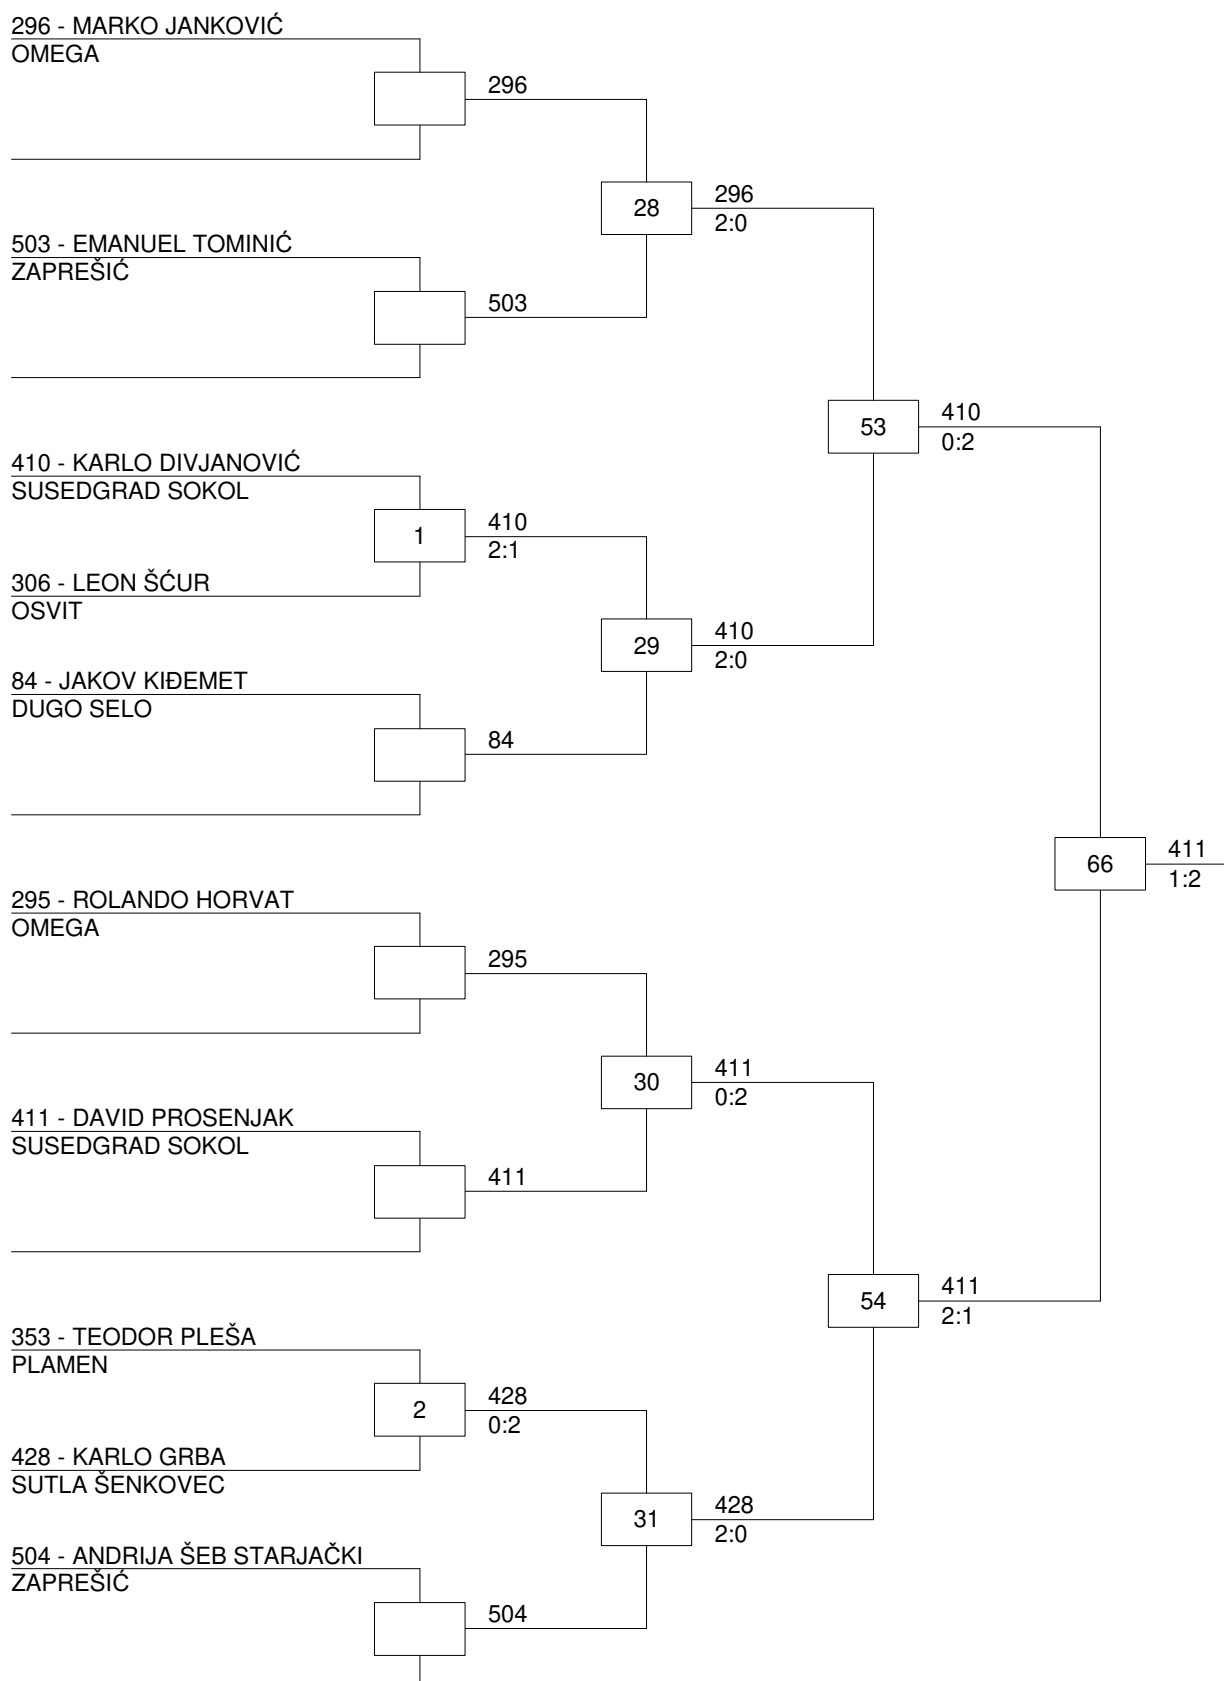 296 - MARKO JANKOVIĆ
OMEGA
296
28
296
2:0
503 - EMANUEL TOMINIĆ
ZAPREŠIĆ
503
53
410
0:2
410 - KARLO DIVJANOVIĆ
SUSEDGRAD SOKOL
1
410
2:1
306 - LEON ŠĆUR
OSVIT
29
410
2:0
84 - JAKOV KIĐEMET
DUGO SELO
84
66
411
1:2
295 - ROLANDO HORVAT
OMEGA
295
30
411
0:2
411 - DAVID PROSENJAK
SUSEDGRAD SOKOL
411
54
411
2:1
353 - TEODOR PLEŠA
PLAMEN
2
428
0:2
428 - KARLO GRBA
SUTLA ŠENKOVEC
31
428
2:0
504 - ANDRIJA ŠEB STARJAČKI
ZAPREŠIĆ
504